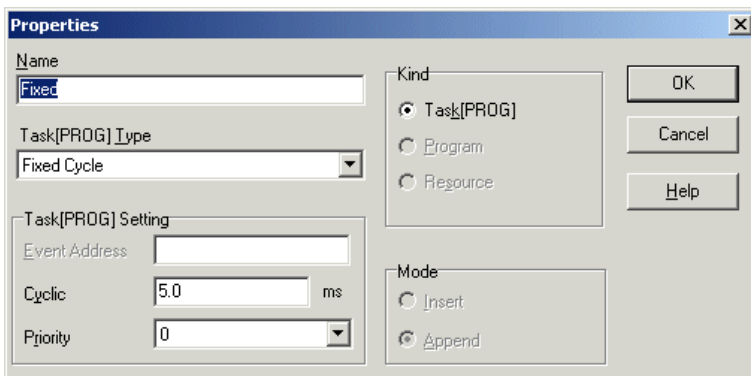 Properties
Name
Fixed
Task[PROG] Type
Fixed Cycle
Task[PROG] Setting
Event Address
Cyclic 5.0 ms
Priority 0
Kind
Task[PROG]
Program
Resource
Mode
Insert
Append
OK
Cancel
Help